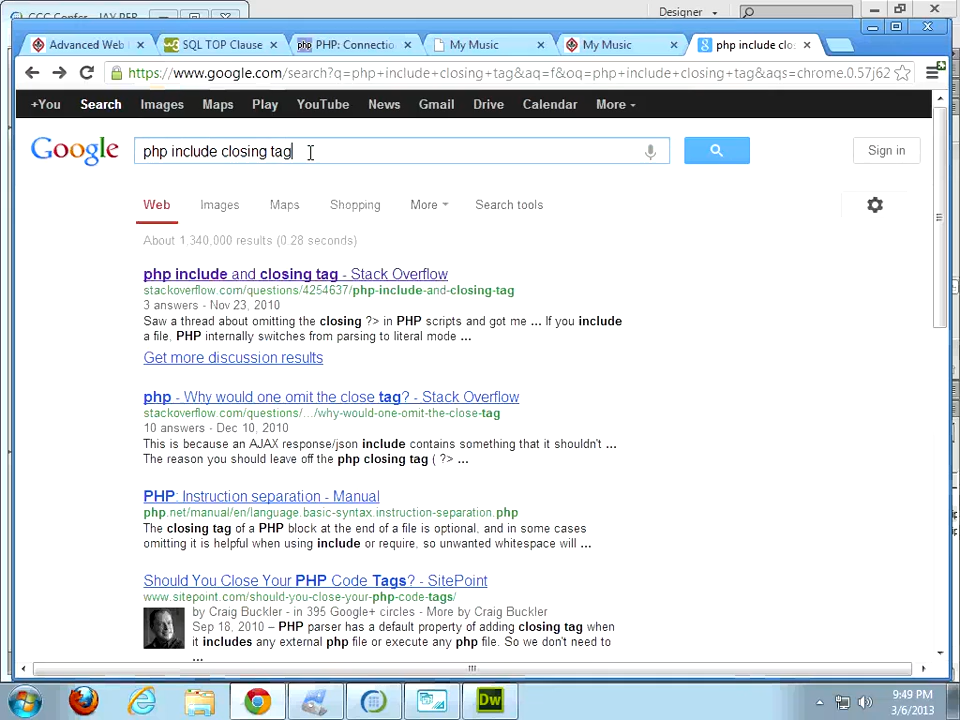 CCC Confer - JAY PER
Designer
Advanced Web
SQL TOP Clause
PHP: Connectio
My Music
My Music
php include clos
https://www.google.com/search?q=php+include+closing+tag&aq=f&oq=php+include+closing+tag&aqs=chrome.0.57j62
+You Search Images Maps Play YouTube News Gmail Drive Calendar More
Google
php include closing tag
Sign in
Web Images Maps Shopping More Search tools
About 1,340,000 results (0.28 seconds)
php include and closing tag - Stack Overflow
stackoverflow.com/questions/4254637/php-include-and-closing-tag
3 answers - Nov 23, 2010
Saw a thread about omitting the closing ?> in PHP scripts and got me ... If you include
a file, PHP internally switches from parsing to literal mode ...
Get more discussion results
php - Why would one omit the close tag? - Stack Overflow
stackoverflow.com/questions/.../why-would-one-omit-the-close-tag
10 answers - Dec 10, 2010
This is because an AJAX response/json include contains something that it shouldn't ...
The reason you should leave off the php closing tag ( ?> ...
PHP: Instruction separation - Manual
php.net/manual/en/language.basic-syntax.instruction-separation.php
The closing tag of a PHP block at the end of a file is optional, and in some cases
omitting it is helpful when using include or require, so unwanted whitespace will ...
Should You Close Your PHP Code Tags? - SitePoint
www.sitepoint.com/should-you-close-your-php-code-tags/
by Craig Buckler - in 395 Google+ circles - More by Craig Buckler
Sep 18, 2010 – PHP parser has a default property of adding closing tag when
it includes any external php file or execute any php file. So we don't need to
...
Dw
9:49 PM
3/6/2013